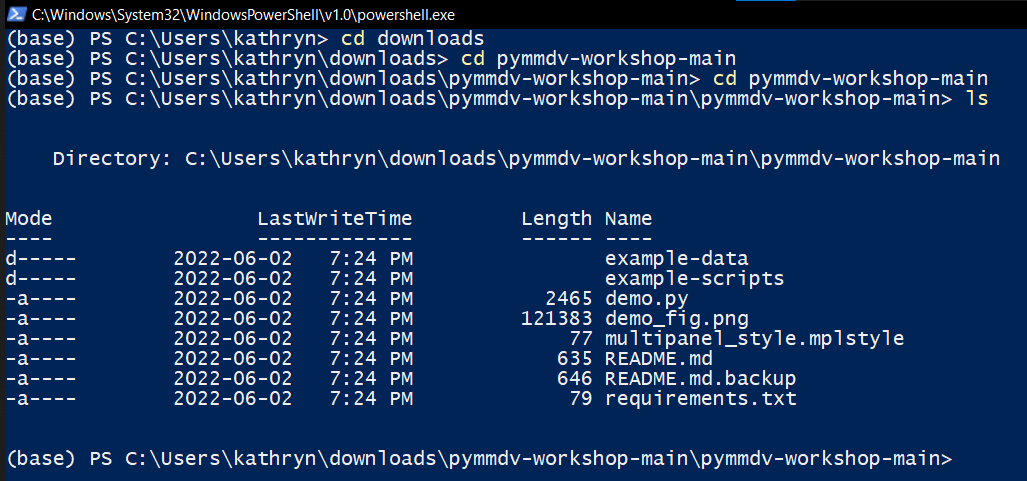 C:\Windows\System32\WindowsPowerShell\v1.0\powershell.exe
(base) PS C:\Users\kathryn> cd downloads
(base) PS C:\Users\kathryn\downloads> cd pymmdv-workshop-main
(base) PS C:\Users\kathryn\downloads\pymmdv-workshop-main> cd pymmdv-workshop-main
(base) PS C:\Users\kathryn\downloads\pymmdv-workshop-main\pymmdv-workshop-main> ls
Directory: C:\Users\kathryn\downloads\pymmdv-workshop-main\pymmdv-workshop-main
Mode                 LastWriteTime         Length Name
----                 -------------         ------ ----
d-----        2022-06-02   7:24 PM                example-data
d-----        2022-06-02   7:24 PM                example-scripts
-a----        2022-06-02   7:24 PM           2465 demo.py
-a----        2022-06-02   7:24 PM         121383 demo_fig.png
-a----        2022-06-02   7:24 PM             77 multipanel_style.mplstyle
-a----        2022-06-02   7:24 PM            635 README.md
-a----        2022-06-02   7:24 PM            646 README.md.backup
-a----        2022-06-02   7:24 PM             79 requirements.txt
(base) PS C:\Users\kathryn\downloads\pymmdv-workshop-main\pymmdv-workshop-main>